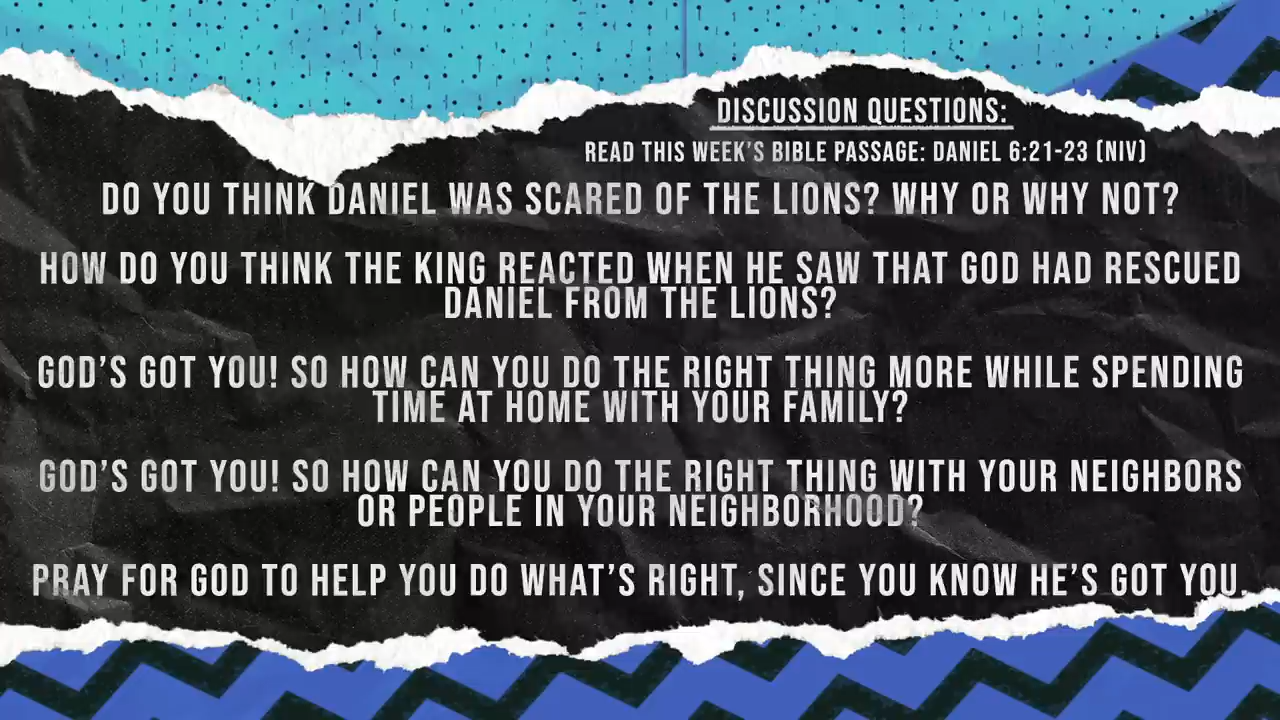 DISCUSSION QUESTIONS:
READ THIS WEEK'S BIBLE PASSAGE: DANIEL 6:21-23 (NIV)
DO YOU THINK DANIEL WAS SCARED OF THE LIONS? WHY OR WHY NOT?
HOW DO YOU THINK THE KING REACTED WHEN HE SAW THAT GOD HAD RESCUED
DANIEL FROM THE LIONS?
GOD'S GOT YOU! SO HOW CAN YOU DO THE RIGHT THING MORE WHILE SPENDING
TIME AT HOME WITH YOUR FAMILY?
GOD'S GOT YOU! SO HOW CAN YOU DO THE RIGHT THING WITH YOUR NEIGHBORS
OR PEOPLE IN YOUR NEIGHBORHOOD?
PRAY FOR GOD TO HELP YOU DO WHAT'S RIGHT, SINCE YOU KNOW HE'S GOT YOU.